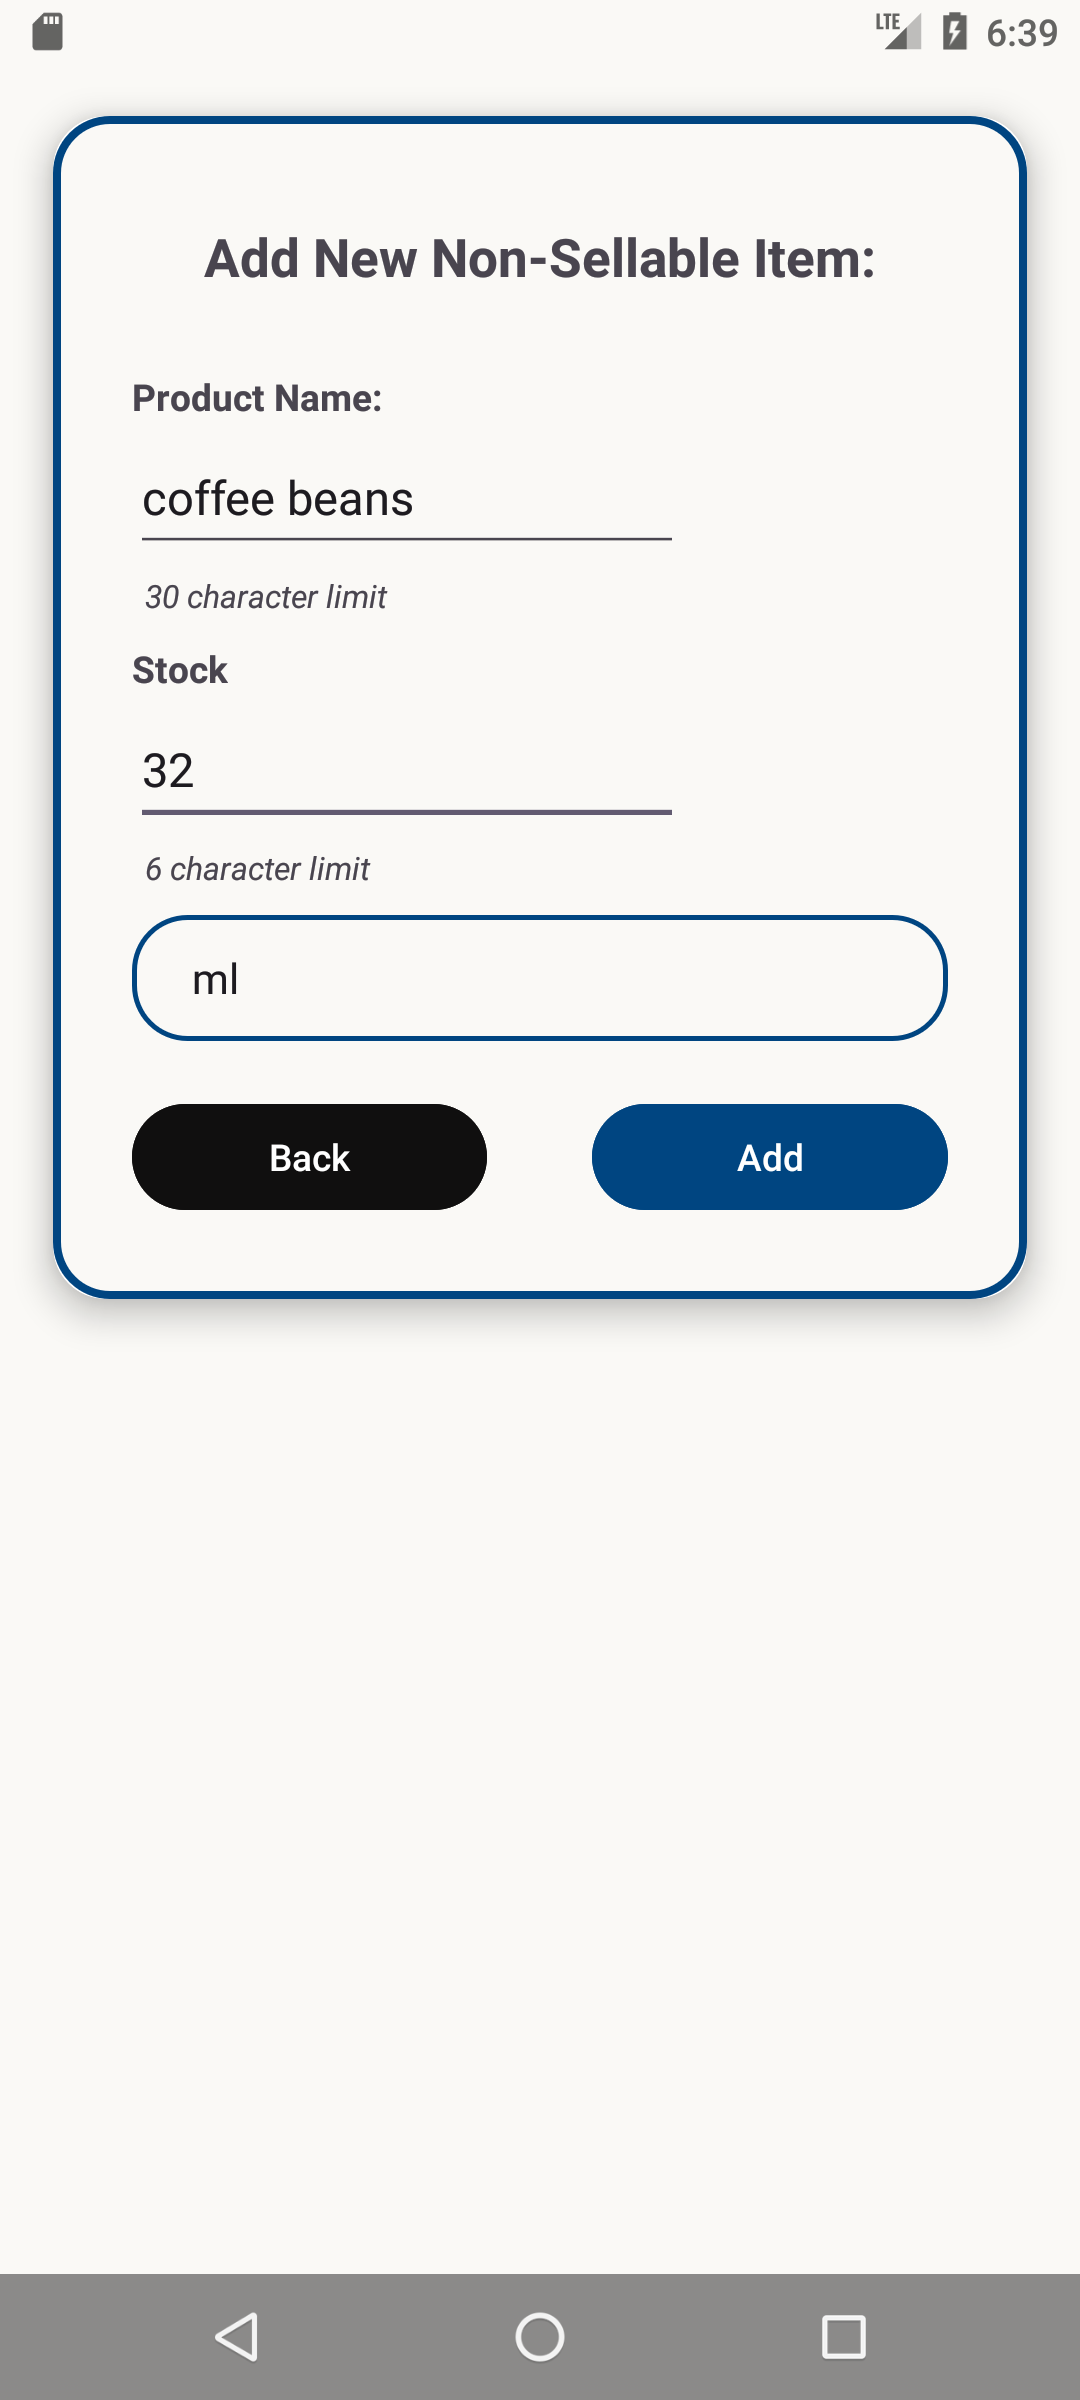 LTE 6:39
Add New Non-Sellable Item:
Product Name:
coffee beans
30 character limit
Stock
32
6 character limit
ml
Back Add